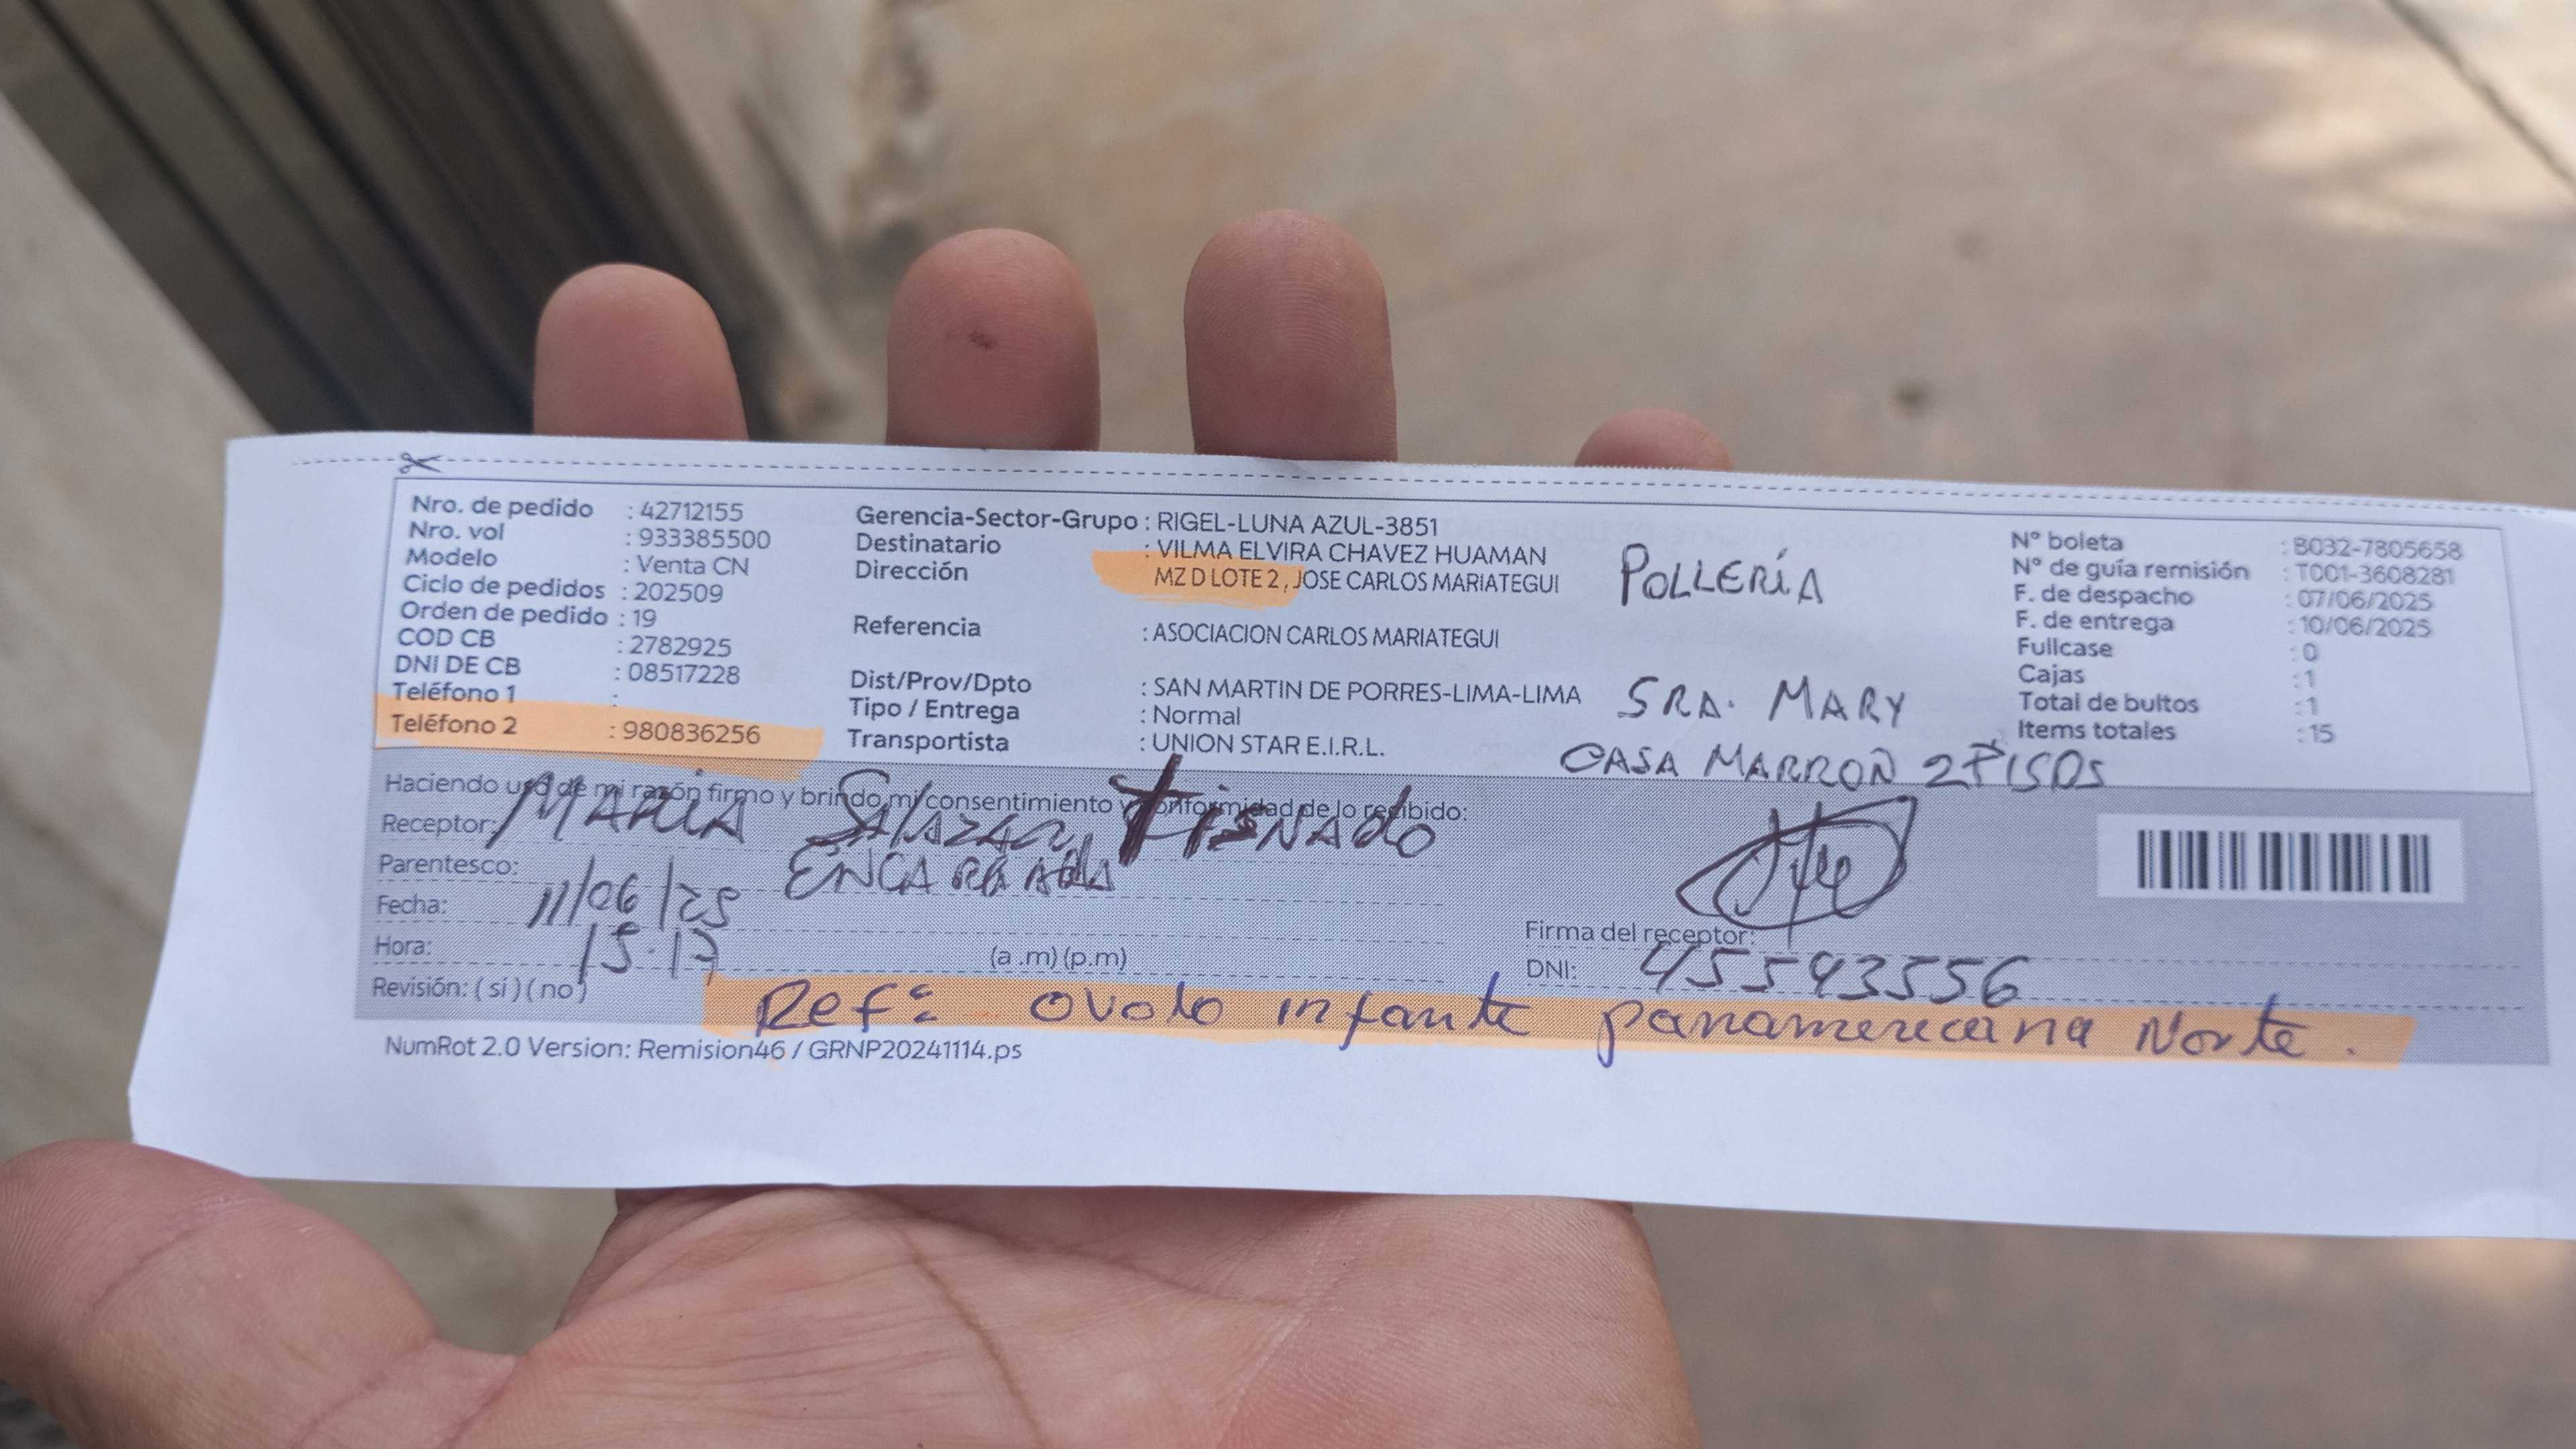 Nro. de pedido : 42712155
Nro. vol : 933385500
Modelo : Venta CN
Ciclo de pedidos : 202509
Orden de pedido : 19
COD CB : 2782925
DNI DE CB : 08517228
Teléfono 1 :
Teléfono 2 : 980836256
Gerencia-Sector-Grupo : RIGEL-LUNA AZUL-3851
Destinatario : VILMA ELVIRA CHAVEZ HUAMAN
Dirección MZ D LOTE 2, JOSE CARLOS MARIATEGUI
Referencia : ASOCIACION CARLOS MARIATEGUI
Dist/Prov/Dpto : SAN MARTIN DE PORRES-LIMA-LIMA
Tipo / Entrega : Normal
Transportista : UNION STAR E.I.R.L.
POLLERÍA
SRA. MARY
CASA MARRON 2 PISOS
N° boleta : B032-7805658
N° de guía remisión : T001-3608281
F. de despacho : 07/06/2025
F. de entrega : 10/06/2025
Fullcase : 0
Cajas : 1
Total de bultos : 1
Items totales : 15
Haciendo uso de mi razón firmo y brindo mi consentimiento y conformidad de lo recibido:
Receptor: MARIA SALAZAR TISNADO
Parentesco: ENCARGADA
Fecha: 11/06/25
Hora: 15:17 (a .m) (p.m)
Revisión: ( si ) ( no )
Firma del receptor:
DNI: 45593556
Ref: ovalo infante panamericana Norte.
NumRot 2.0 Version: Remision46 / GRNP20241114.ps